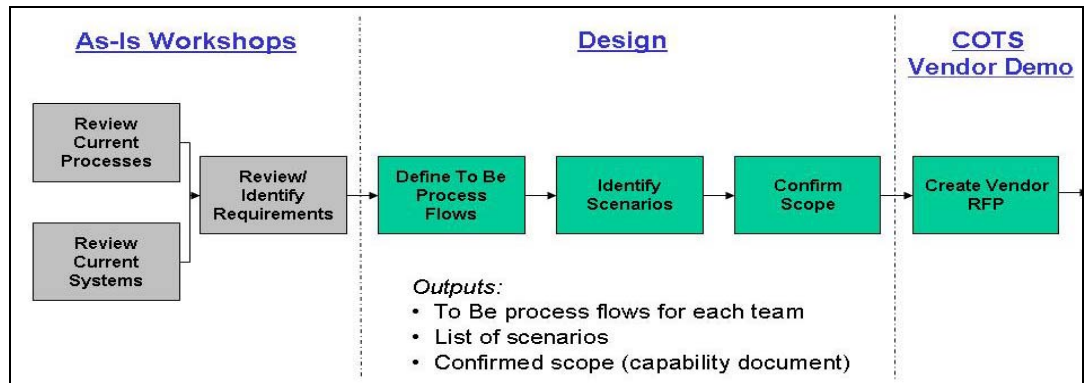 As-Is Workshops
Design
COTS
Vendor Demo
Review
Current
Processes
Review
Current
Systems
Review/
Identify
Requirements
Define To Be
Process
Flows
Identify
Scenarios
Confirm
Scope
Create Vendor
RFP
Outputs:
• To Be process flows for each team
• List of scenarios
• Confirmed scope (capability document)